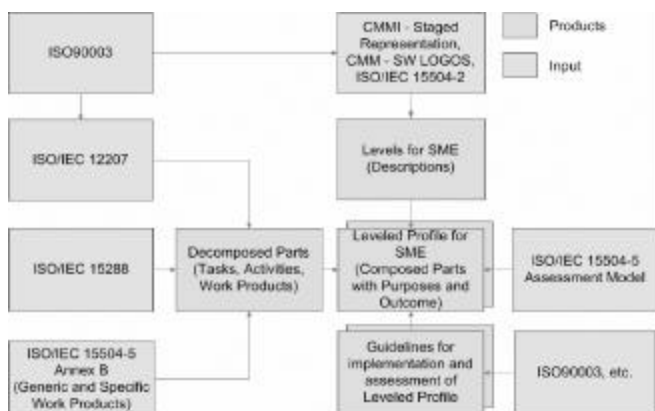 ISO90003
CMMI - Staged
Representation,
CMM - SW LOGOS,
ISO/IEC 15504-2
Products
Input
ISO/IEC 12207
Levels for SME
(Descriptions)
ISO/IEC 15288
Decomposed Parts
(Tasks, Activities,
Work Products)
Leveled Profile for
SME
(Composed Parts
with Purposes and
Outcome)
ISO/IEC 15504-5
Assessment Model
ISO/IEC 15504-5
Annex B
(Generic and Specific
Work Products)
Guidelines for
implementation and
assessment of
Leveled Profile
ISO90003, etc.